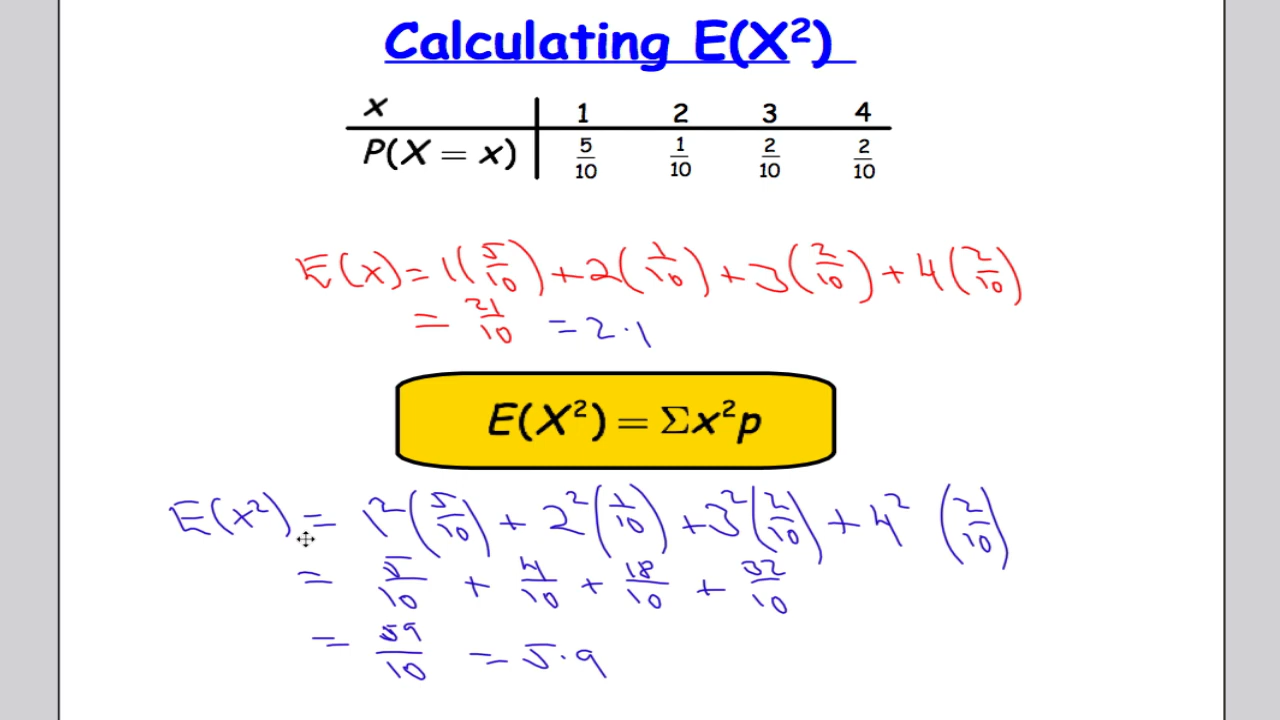 Calculating E(X²)
x 1 2 3 4
P(X = x) 5/10 1/10 2/10 2/10
E(x) = 1(5/10) + 2(1/10) + 3(2/10) + 4(2/10)
= 21/10 = 2·1
E(X²) = Σx²p
E(x²) = 1²(5/10) + 2²(1/10) + 3²(2/10) + 4²(2/10)
= 5/10 + 4/10 + 18/10 + 32/10
= 59/10 = 5·9